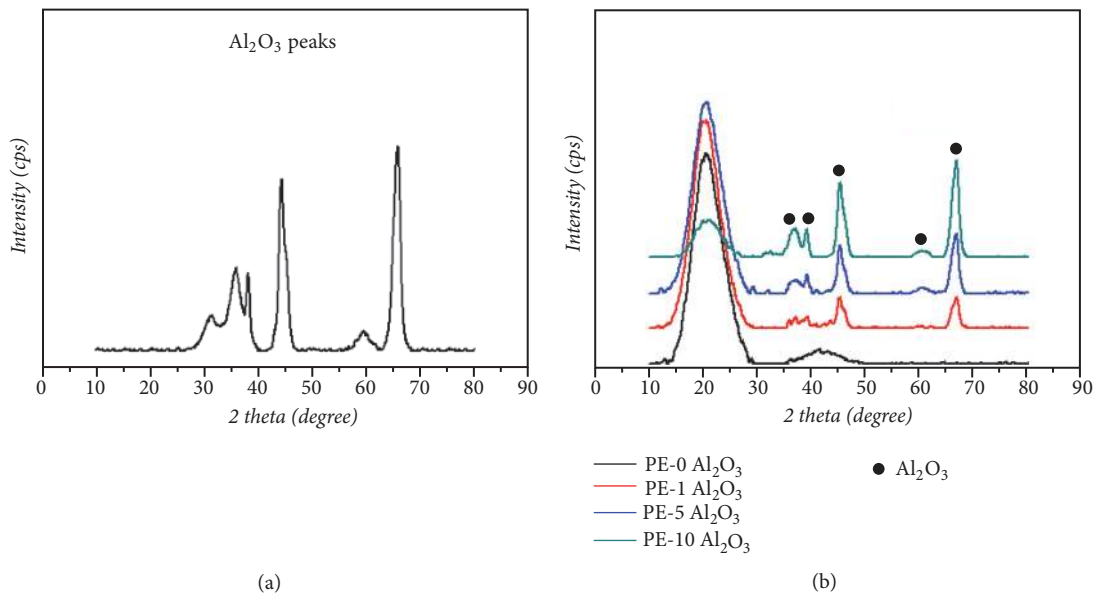 Al₂O₃ peaks
Intensity (cps)
0 10 20 30 40 50 60 70 80 90
2 theta (degree)
(a)
Intensity (cps)
0 10 20 30 40 50 60 70 80 90
2 theta (degree)
PE-0 Al₂O₃
PE-1 Al₂O₃
PE-5 Al₂O₃
PE-10 Al₂O₃
Al₂O₃
(b)